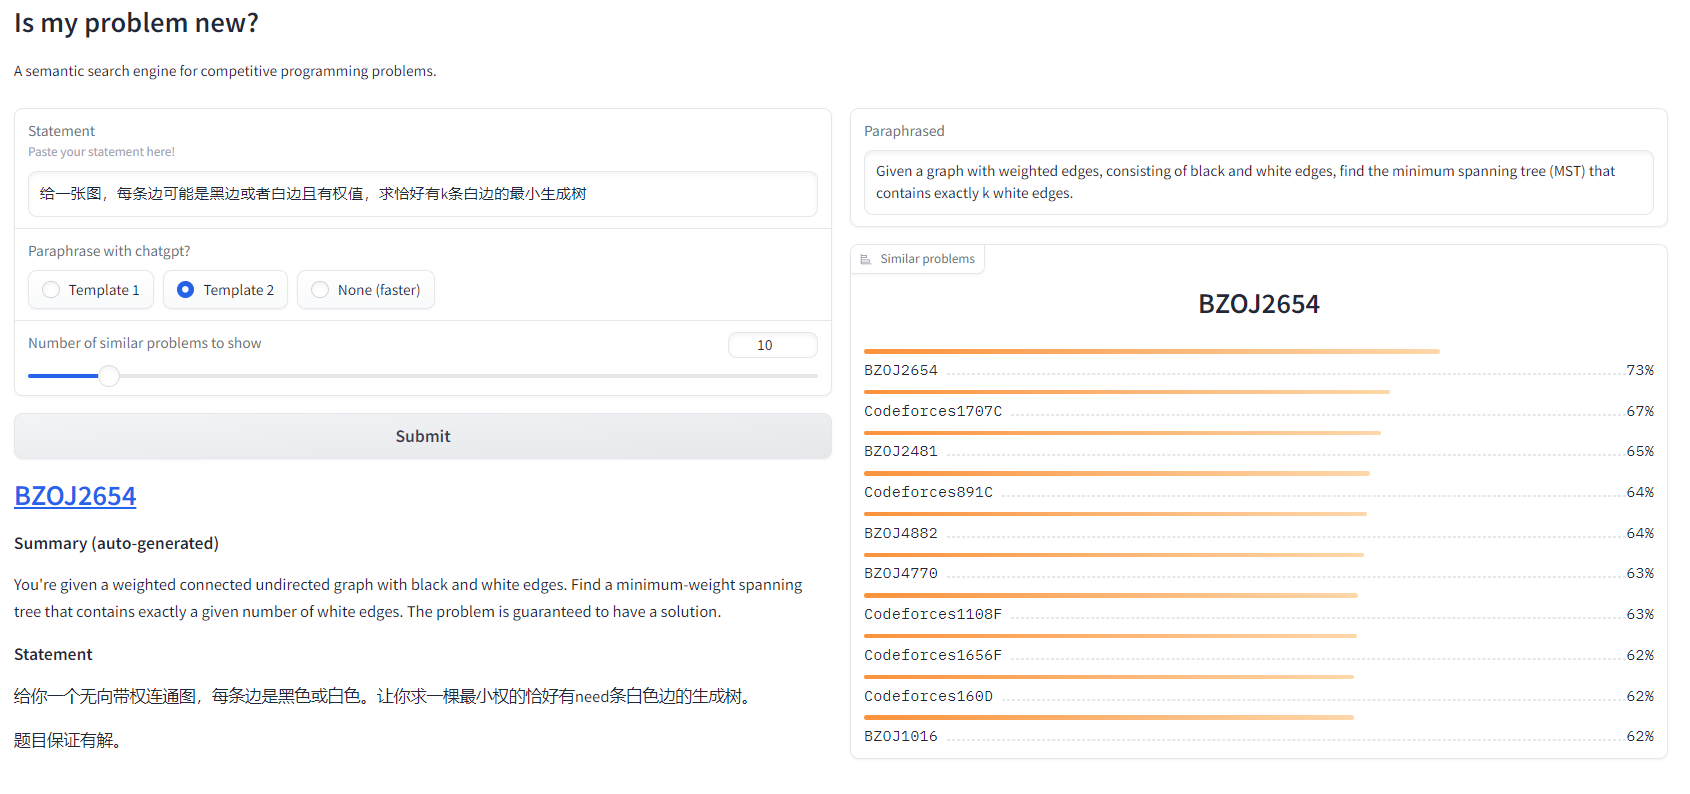 Is my problem new?
A semantic search engine for competitive programming problems.
Statement
Paste your statement here!
给一张图，每条边可能是黑边或者白边且有权值，求恰好有k条白边的最小生成树
Paraphrase with chatgpt?
Template 1
Template 2
None (faster)
Number of similar problems to show
10
Submit
BZOJ2654
Summary (auto-generated)
You're given a weighted connected undirected graph with black and white edges. Find a minimum-weight spanning
tree that contains exactly a given number of white edges. The problem is guaranteed to have a solution.
Statement
给你一个无向带权连通图，每条边是黑色或白色。让你求一棵最小权的恰好有need条白色边的生成树。
题目保证有解。
Paraphrased
Given a graph with weighted edges, consisting of black and white edges, find the minimum spanning tree (MST) that
contains exactly k white edges.
Similar problems
BZOJ2654
BZOJ2654 73%
Codeforces1707C 67%
BZOJ2481 65%
Codeforces891C 64%
BZOJ4882 64%
BZOJ4770 63%
Codeforces1108F 63%
Codeforces1656F 62%
Codeforces160D 62%
BZOJ1016 62%